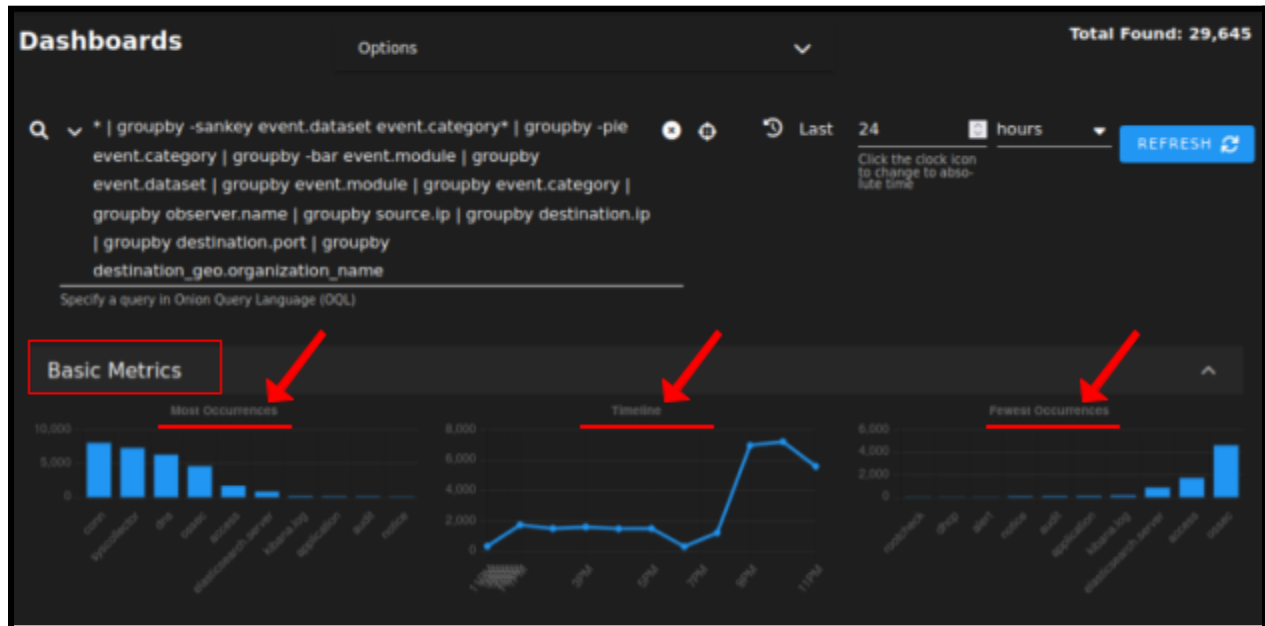 Dashboards
Options
Total Found: 29,645
* | groupby -sankey event.dataset event.category* | groupby -pie
event.category | groupby -bar event.module | groupby
event.dataset | groupby event.module | groupby event.category |
groupby observer.name | groupby source.ip | groupby destination.ip
| groupby destination.port | groupby
destination_geo.organization_name
Specify a query in Onion Query Language (OQL)
Last
24
hours
Click the clock icon
to change to abso-
lute time
REFRESH
Basic Metrics
Most Occurrences
10,000
5,000
0
conn
syscollector
dns
ossec
access
elasticsearch.server
kibana.log
application
audit
notice
Timeline
8,000
6,000
4,000
2,000
0
3PM
5PM
7PM
9PM
11PM
Fewest Occurrences
6,000
4,000
2,000
0
rootcheck
dhcp
alert
notice
audit
application
kibana.log
elasticsearch.server
access
ossec